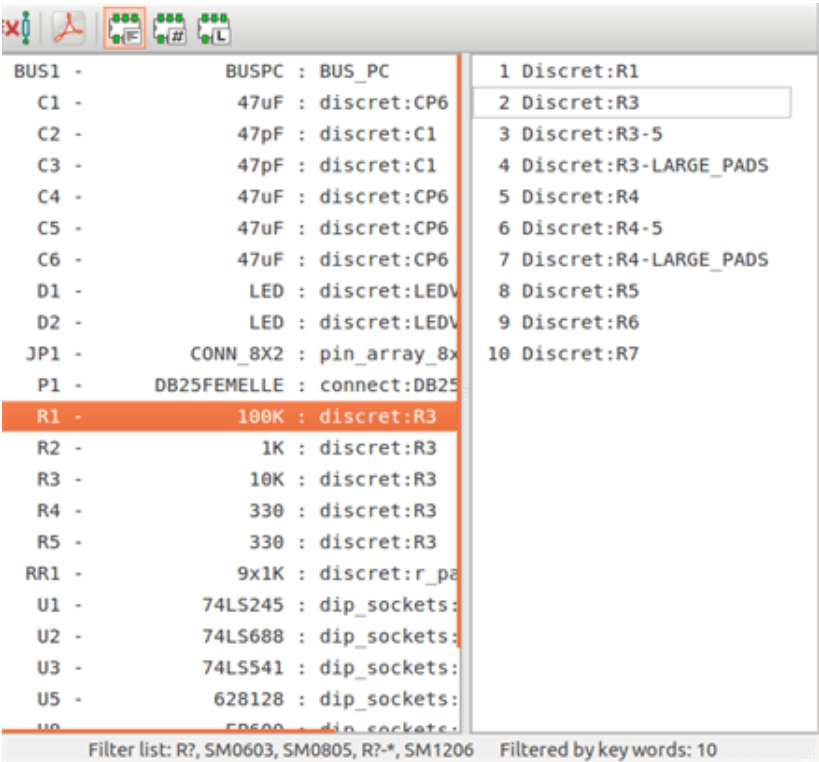 F # L
BUS1 - BUSPC : BUS_PC
C1 - 47uF : discret:CP6
C2 - 47pF : discret:C1
C3 - 47pF : discret:C1
C4 - 47uF : discret:CP6
C5 - 47uF : discret:CP6
C6 - 47uF : discret:CP6
D1 - LED : discret:LEDV
D2 - LED : discret:LEDV
JP1 - CONN_8X2 : pin_array_8x
P1 - DB25FEMELLE : connect:DB25
R1 - 100K : discret:R3
R2 - 1K : discret:R3
R3 - 10K : discret:R3
R4 - 330 : discret:R3
R5 - 330 : discret:R3
RR1 - 9x1K : discret:r_pa
U1 - 74LS245 : dip_sockets:
U2 - 74LS688 : dip_sockets:
U3 - 74LS541 : dip_sockets:
U5 - 628128 : dip_sockets:
dip_sockets:
1 Discret:R1
2 Discret:R3
3 Discret:R3-5
4 Discret:R3-LARGE_PADS
5 Discret:R4
6 Discret:R4-5
7 Discret:R4-LARGE_PADS
8 Discret:R5
9 Discret:R6
10 Discret:R7
Filter list: R?, SM0603, SM0805, R?-*, SM1206 Filtered by key words: 10